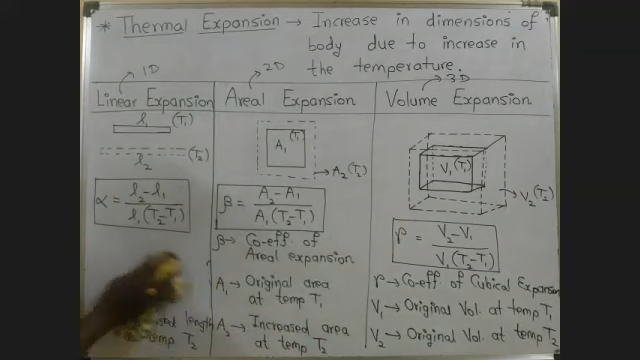 * Thermal Expansion → Increase in dimensions of
body due to increase in
the temperature.
1D
Linear Expansion
l₁ (T₁)
l₂ (T₂)
α = l₂-l₁ / l₁(T₂-T₁)
length
temp T₂
2D
Areal Expansion
A₁ (T₁)
A₂(T₂)
β = A₂-A₁ / A₁(T₂-T₁)
β→ Co-eff. of
Areal expansion
A₁ → Original area
at temp T₁
A₂ → Increased area
at temp T₂
3D
Volume Expansion
V₁(T₁)
V₂(T₂)
γ = V₂-V₁ / V₁(T₂-T₁)
γ → Co-eff. of Cubical Expansion
V₁ → Original Vol. at temp T₁
V₂ → Original Vol. at temp T₂